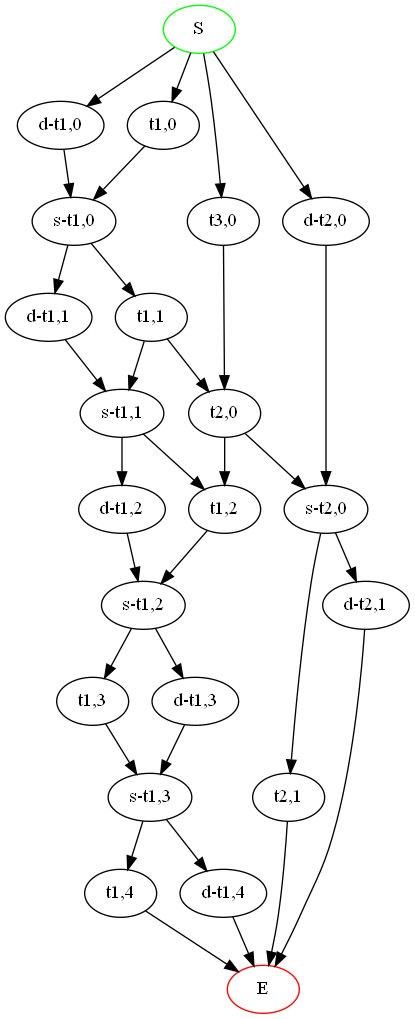 S
d-t1,0
t1,0
s-t1,0
t3,0
d-t2,0
d-t1,1
t1,1
s-t1,1
t2,0
d-t1,2
t1,2
s-t2,0
s-t1,2
d-t2,1
t1,3
d-t1,3
s-t1,3
t2,1
t1,4
d-t1,4
E